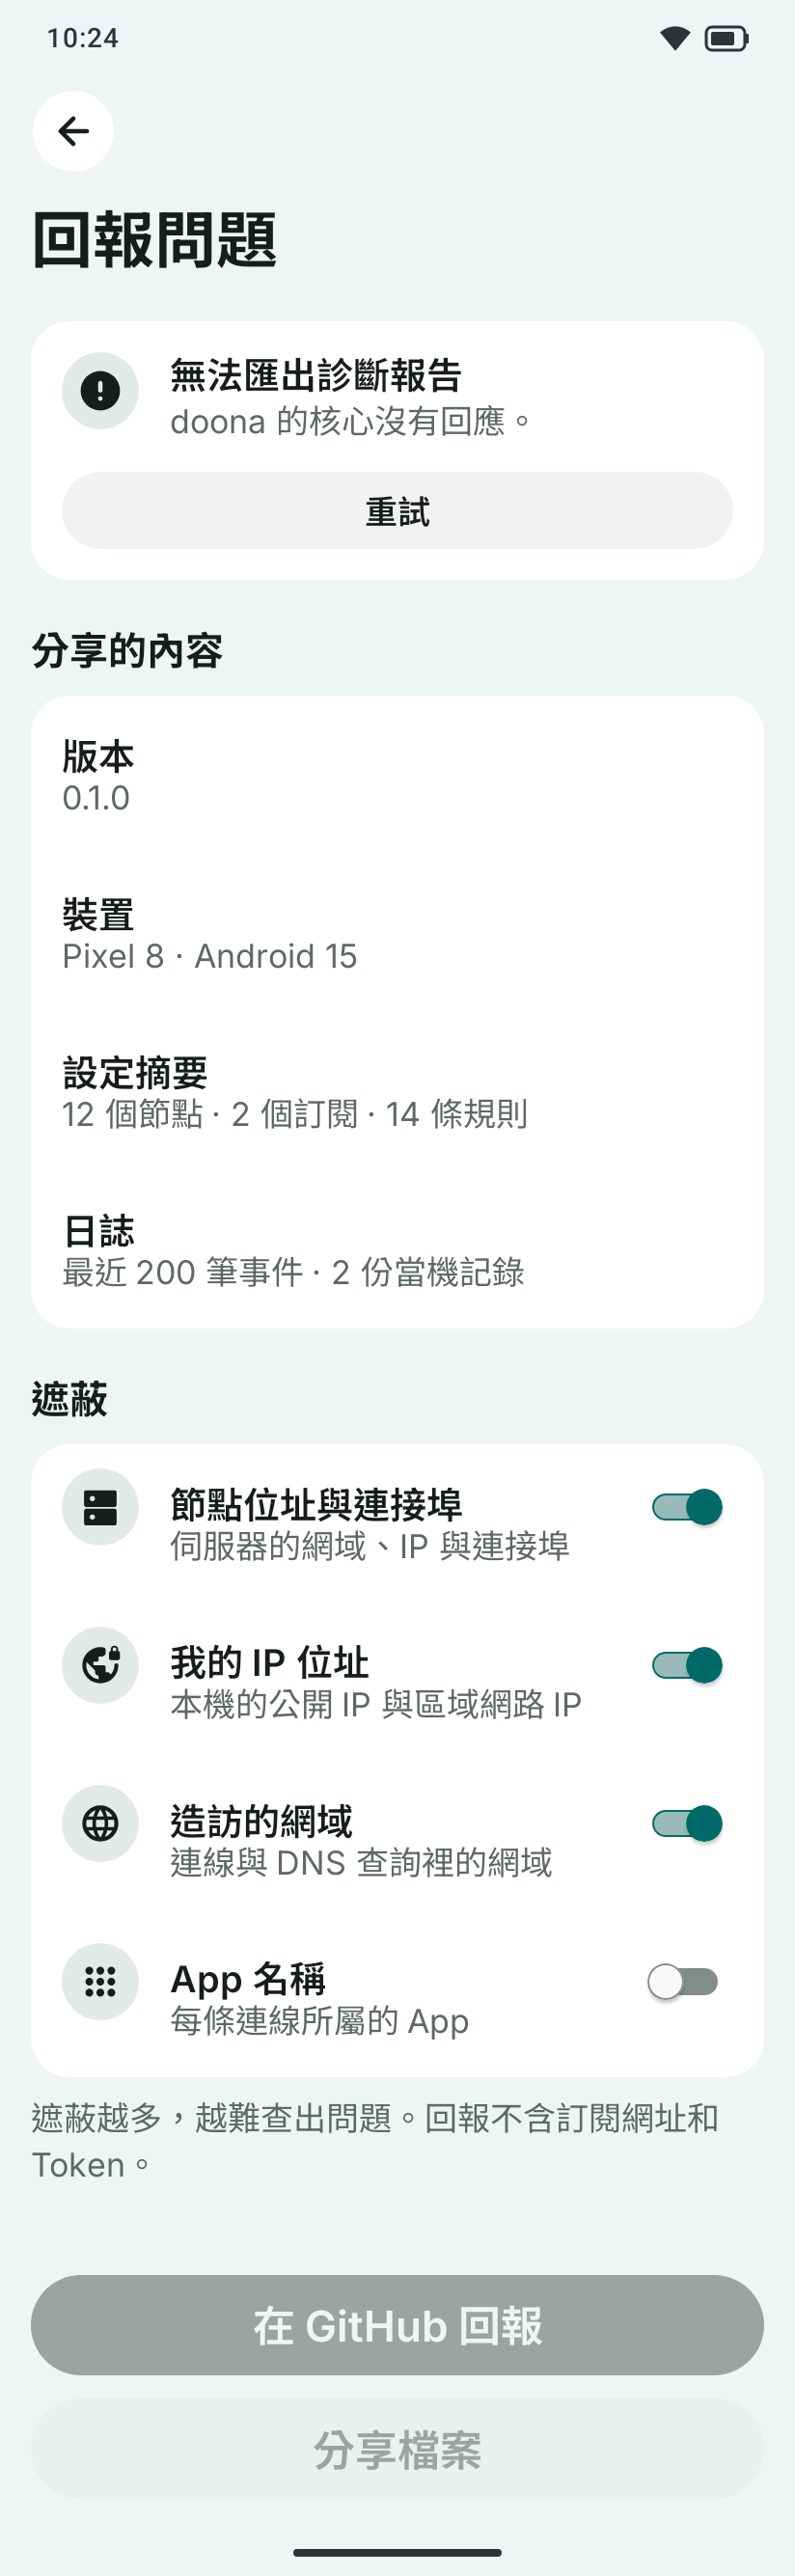 10:24
回報問題
無法匯出診斷報告
doona 的核心沒有回應。
重試
分享的內容
版本
0.1.0
裝置
Pixel 8 · Android 15
設定摘要
12 個節點 · 2 個訂閱 · 14 條規則
日誌
最近 200 筆事件 · 2 份當機記錄
遮蔽
節點位址與連接埠
伺服器的網域、IP 與連接埠
我的 IP 位址
本機的公開 IP 與區域網路 IP
造訪的網域
連線與 DNS 查詢裡的網域
App 名稱
每條連線所屬的 App
遮蔽越多，越難查出問題。回報不含訂閱網址和
Token。
在 GitHub 回報
分享檔案